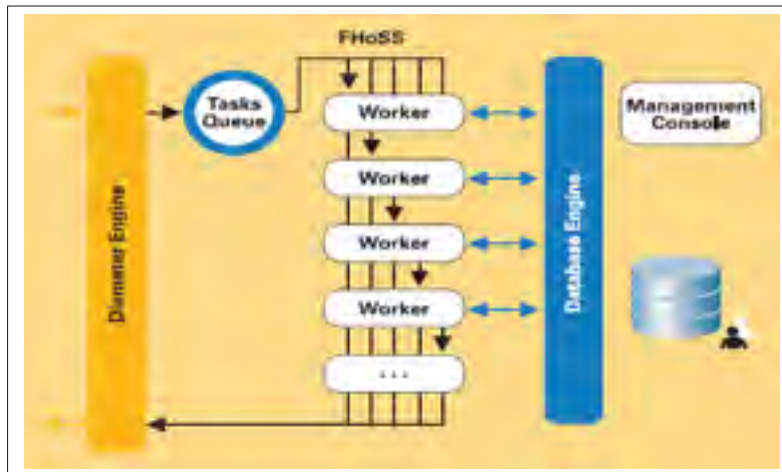 FHoSS
Diameter Engine
Tasks
Queue
Worker
Worker
Worker
Worker
...
Database Engine
Management
Console